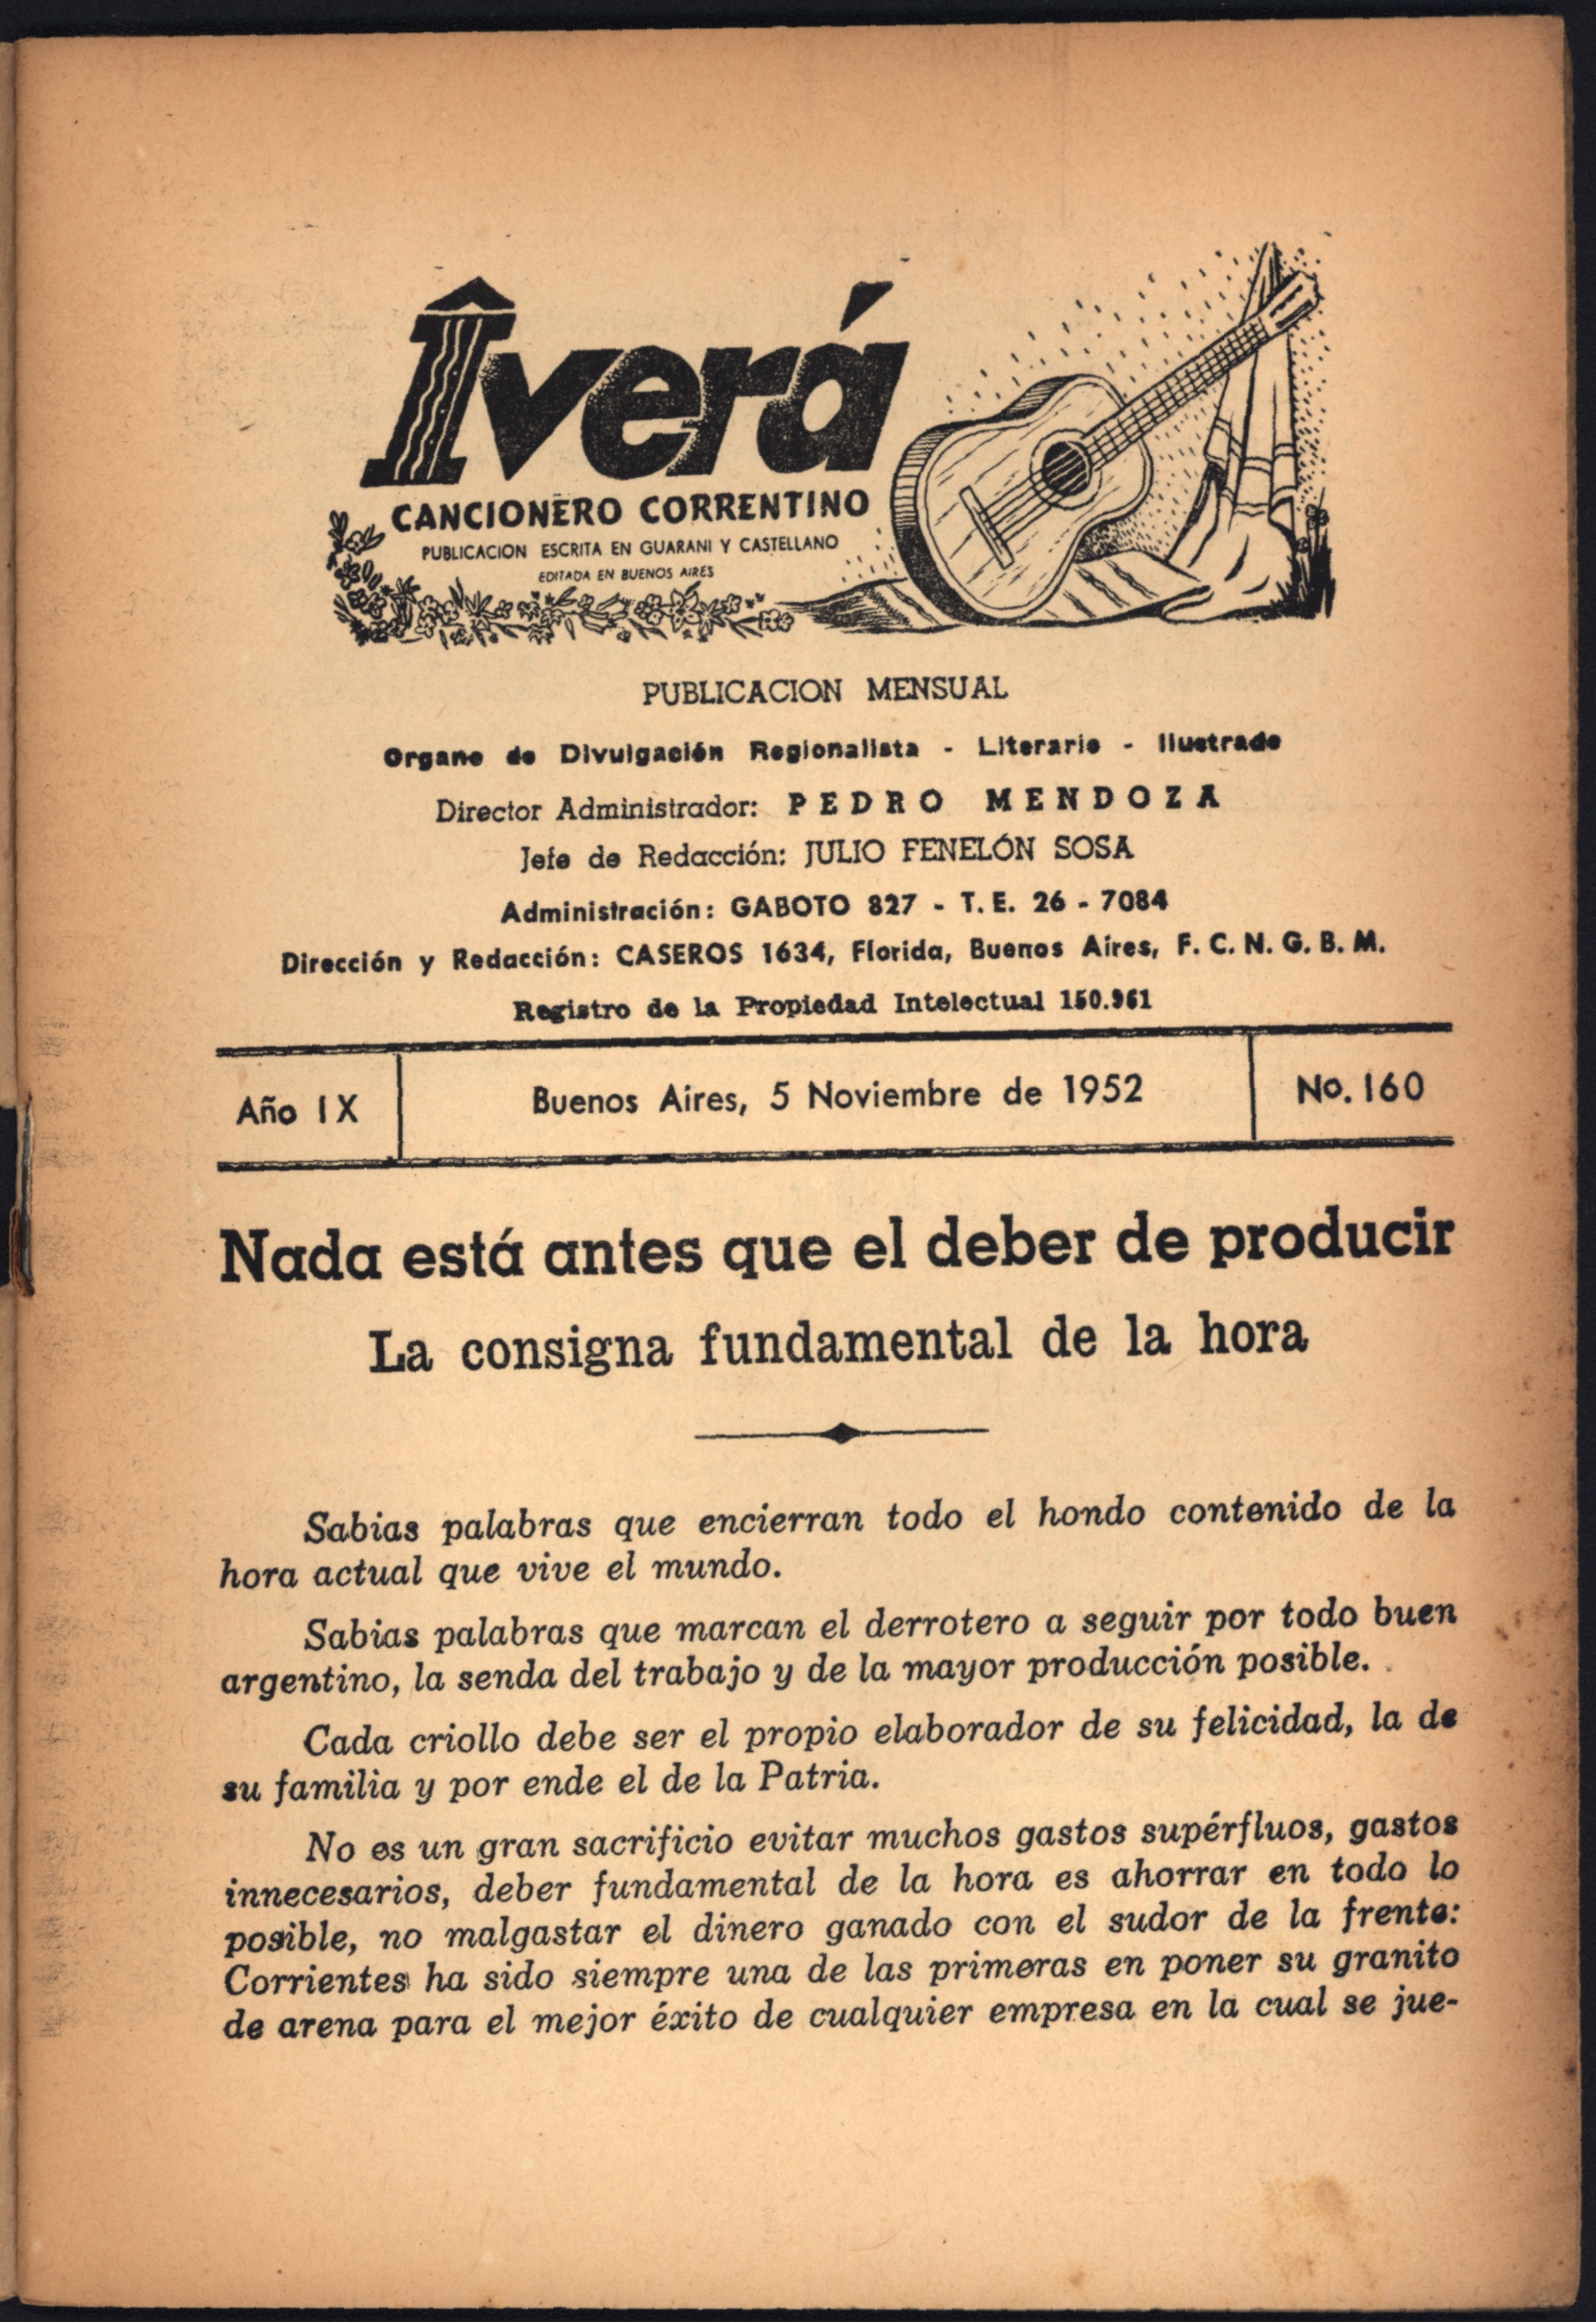 Îverá
CANCIONERO CORRENTINO
PUBLICACION ESCRITA EN GUARANI Y CASTELLANO
EDITADA EN BUENOS AIRES
PUBLICACION MENSUAL
Organo de Divulgación Regionalista - Literario - Ilustrado
Director Administrador: PEDRO MENDOZA
Jefe de Redacción: JULIO FENELÓN SOSA
Administración: GABOTO 827 - T. E. 26 - 7084
Dirección y Redacción: CASEROS 1634, Florida, Buenos Aires, F. C. N. G. B. M.
Registro de la Propiedad Intelectual 150.961
Año IX
Buenos Aires, 5 Noviembre de 1952
No. 160
Nada está antes que el deber de producir
La consigna fundamental de la hora
Sabias palabras que encierran todo el hondo contenido de la
hora actual que vive el mundo.
Sabias palabras que marcan el derrotero a seguir por todo buen
argentino, la senda del trabajo y de la mayor producción posible.
Cada criollo debe ser el propio elaborador de su felicidad, la de
su familia y por ende el de la Patria.
No es un gran sacrificio evitar muchos gastos supérfluos, gastos
innecesarios, deber fundamental de la hora es ahorrar en todo lo
posible, no malgastar el dinero ganado con el sudor de la frente:
Corrientes ha sido siempre una de las primeras en poner su granito
de arena para el mejor éxito de cualquier empresa en la cual se jue-